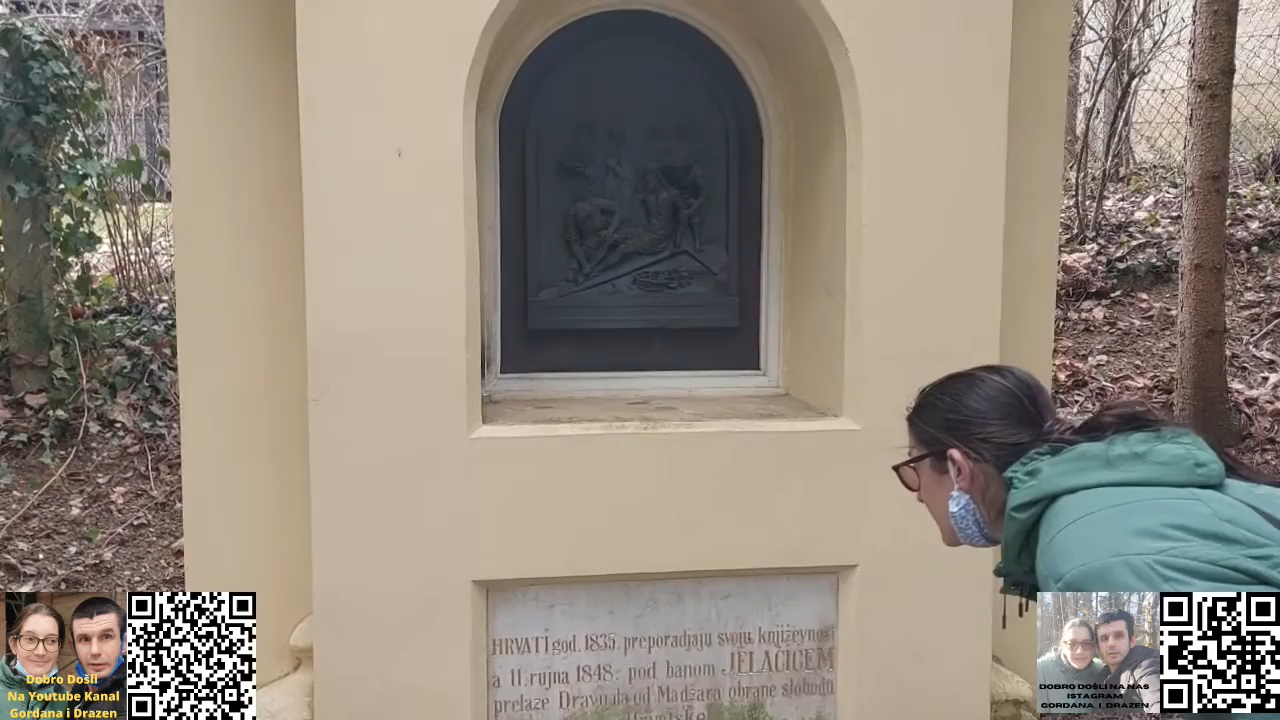 HRVATI god. 1835. preporadjaju svoju književnost
a 11. rujna 1848. pod banom JELAČIĆEM
prelaze Dravu da od Madžara obrane slobodu
Dobro Došli
Na Youtube Kanal
Gordana i Drazen
DOBRO DOŠLI NA NAS
ISTAGRAM
GORDANA I DRAZEN